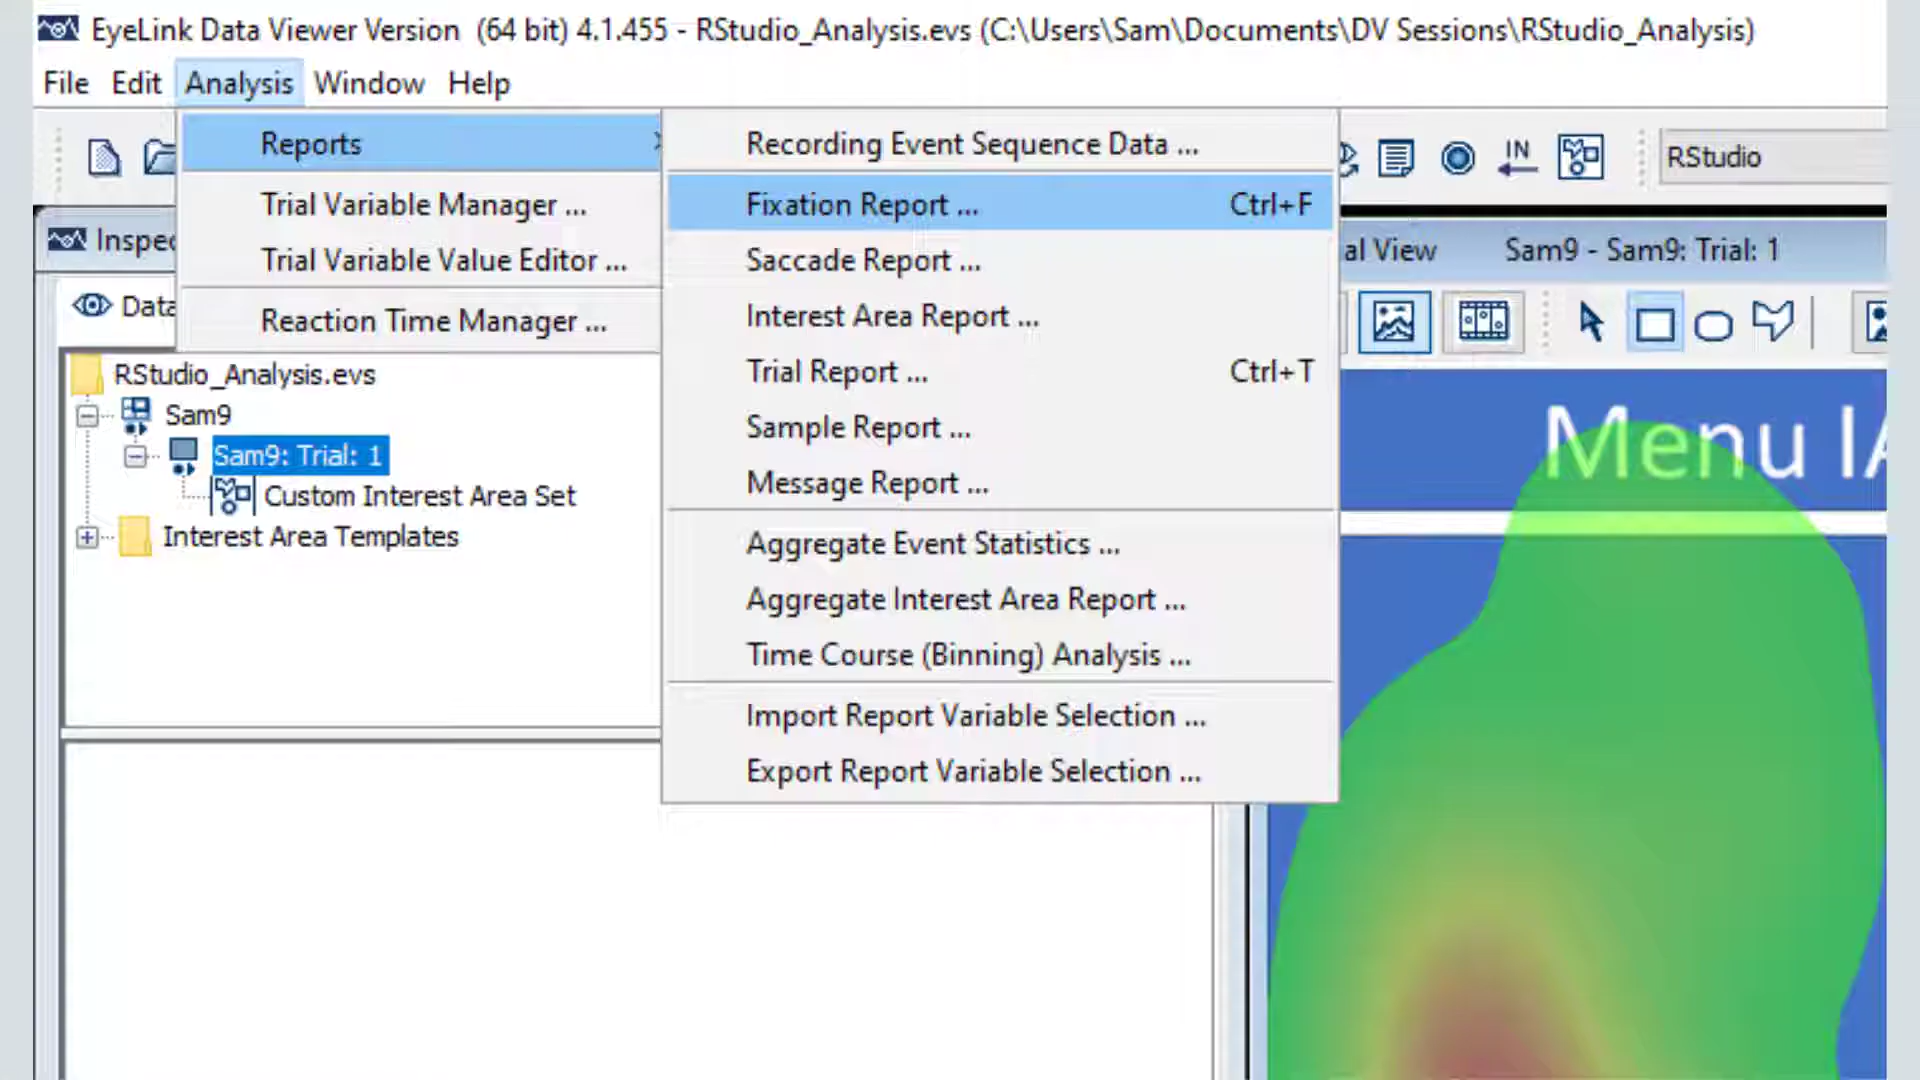 EyeLink Data Viewer Version (64 bit) 4.1.455 - RStudio_Analysis.evs (C:\Users\Sam\Documents\DV Sessions\RStudio_Analysis)
File Edit Analysis Window Help
Reports
Trial Variable Manager ...
Trial Variable Value Editor ...
Reaction Time Manager ...
Recording Event Sequence Data ...
Fixation Report ... Ctrl+F
Saccade Report ...
Interest Area Report ...
Trial Report ... Ctrl+T
Sample Report ...
Message Report ...
Aggregate Event Statistics ...
Aggregate Interest Area Report ...
Time Course (Binning) Analysis ...
Import Report Variable Selection ...
Export Report Variable Selection ...
IN
RStudio
Inspec
Data
RStudio_Analysis.evs
Sam9
Sam9: Trial: 1
Custom Interest Area Set
Interest Area Templates
al View Sam9 - Sam9: Trial: 1
Menu IA